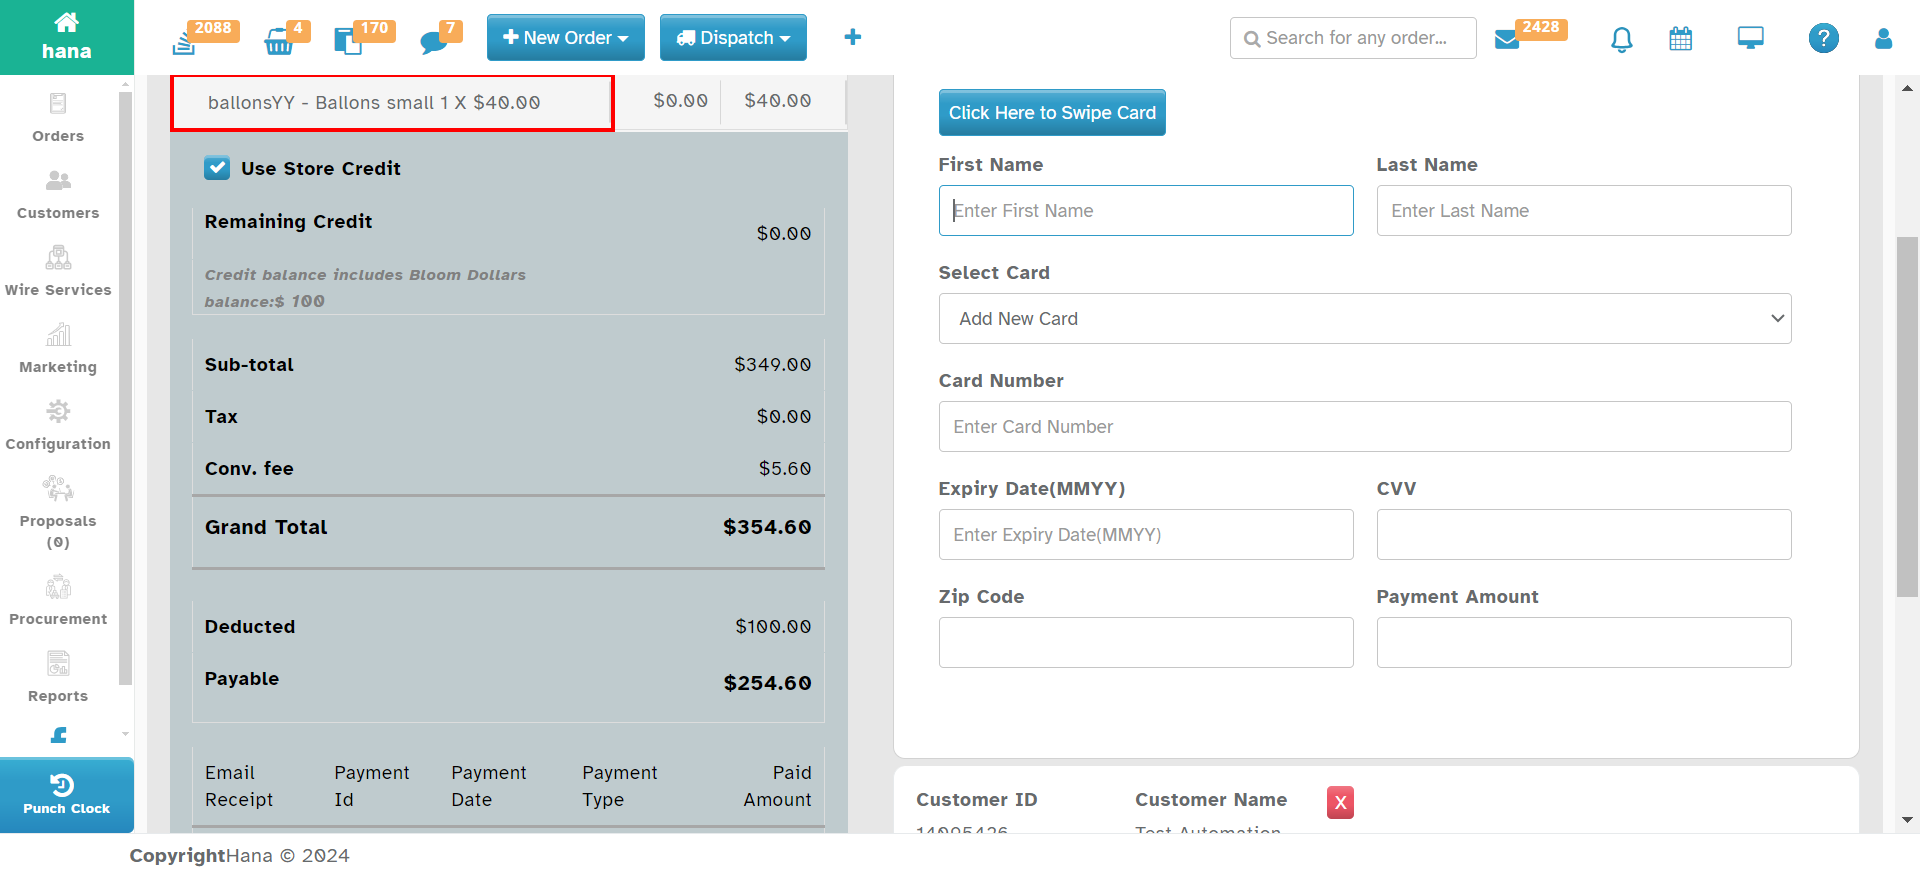 hana
2088
4
170
7
New Order
Dispatch
Search for any order...
2428
?
Orders
Customers
Wire Services
Marketing
Configuration
Proposals
(0)
Procurement
Reports
Punch Clock
ballonsYY - Ballons small 1 X $40.00 $0.00 $40.00
Use Store Credit
Remaining Credit
$0.00
Credit balance includes Bloom Dollars
balance:$ 100
Sub-total $349.00
Tax $0.00
Conv. fee $5.60
Grand Total $354.60
Deducted $100.00
Payable $254.60
Email Payment Payment Payment Paid
Receipt Id Date Type Amount
Click Here to Swipe Card
First Name Last Name
Enter First Name Enter Last Name
Select Card
Add New Card
Card Number
Enter Card Number
Expiry Date(MMYY) CVV
Enter Expiry Date(MMYY)
Zip Code Payment Amount
Customer ID Customer Name X
14095426 Test Automation
CopyrightHana © 2024